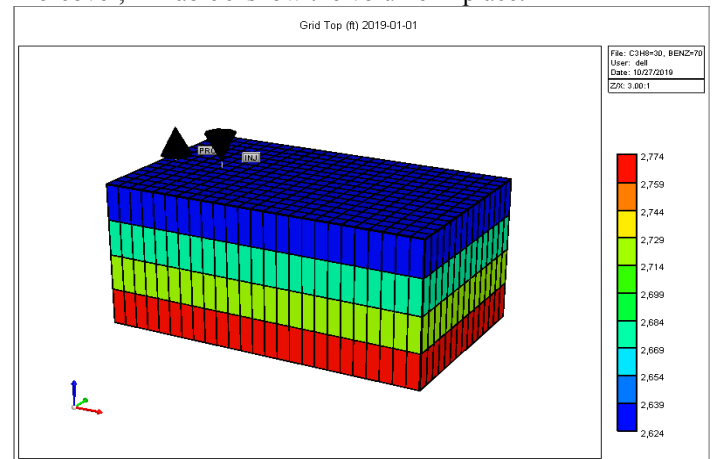 Grid Top (ft) 2019-01-01
File: C3H8=30, BENZ=70
User: dell
Date: 10/27/2019
Z/X: 3.00:1
INJ
2,774
2,759
2,744
2,729
2,714
2,699
2,684
2,669
2,654
2,639
2,624